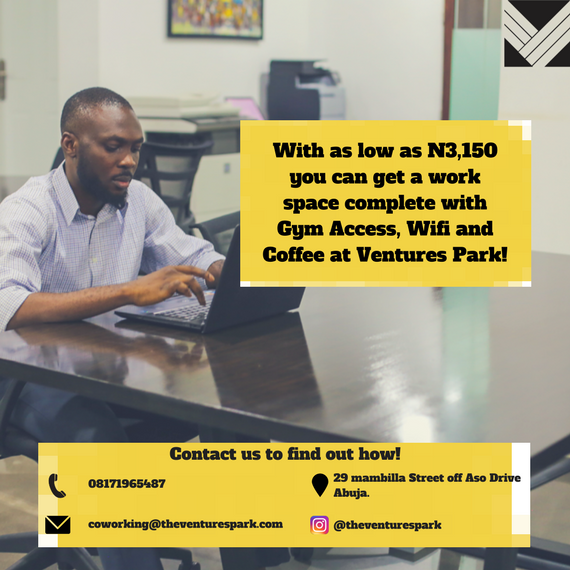 With as low as N3,150
you can get a work
space complete with
Gym Access, Wifi and
Coffee at Ventures Park!
Contact us to find out how!
08171965487
29 mambilla Street off Aso Drive
Abuja.
coworking@theventurespark.com
@theventurespark